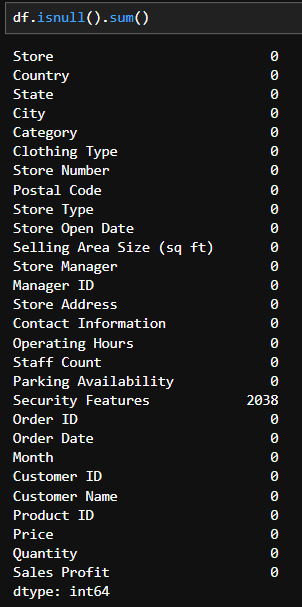 df.isnull().sum()
Store 0
Country 0
State 0
City 0
Category 0
Clothing Type 0
Store Number 0
Postal Code 0
Store Type 0
Store Open Date 0
Selling Area Size (sq ft) 0
Store Manager 0
Manager ID 0
Store Address 0
Contact Information 0
Operating Hours 0
Staff Count 0
Parking Availability 0
Security Features 2038
Order ID 0
Order Date 0
Month 0
Customer ID 0
Customer Name 0
Product ID 0
Price 0
Quantity 0
Sales Profit 0
dtype: int64